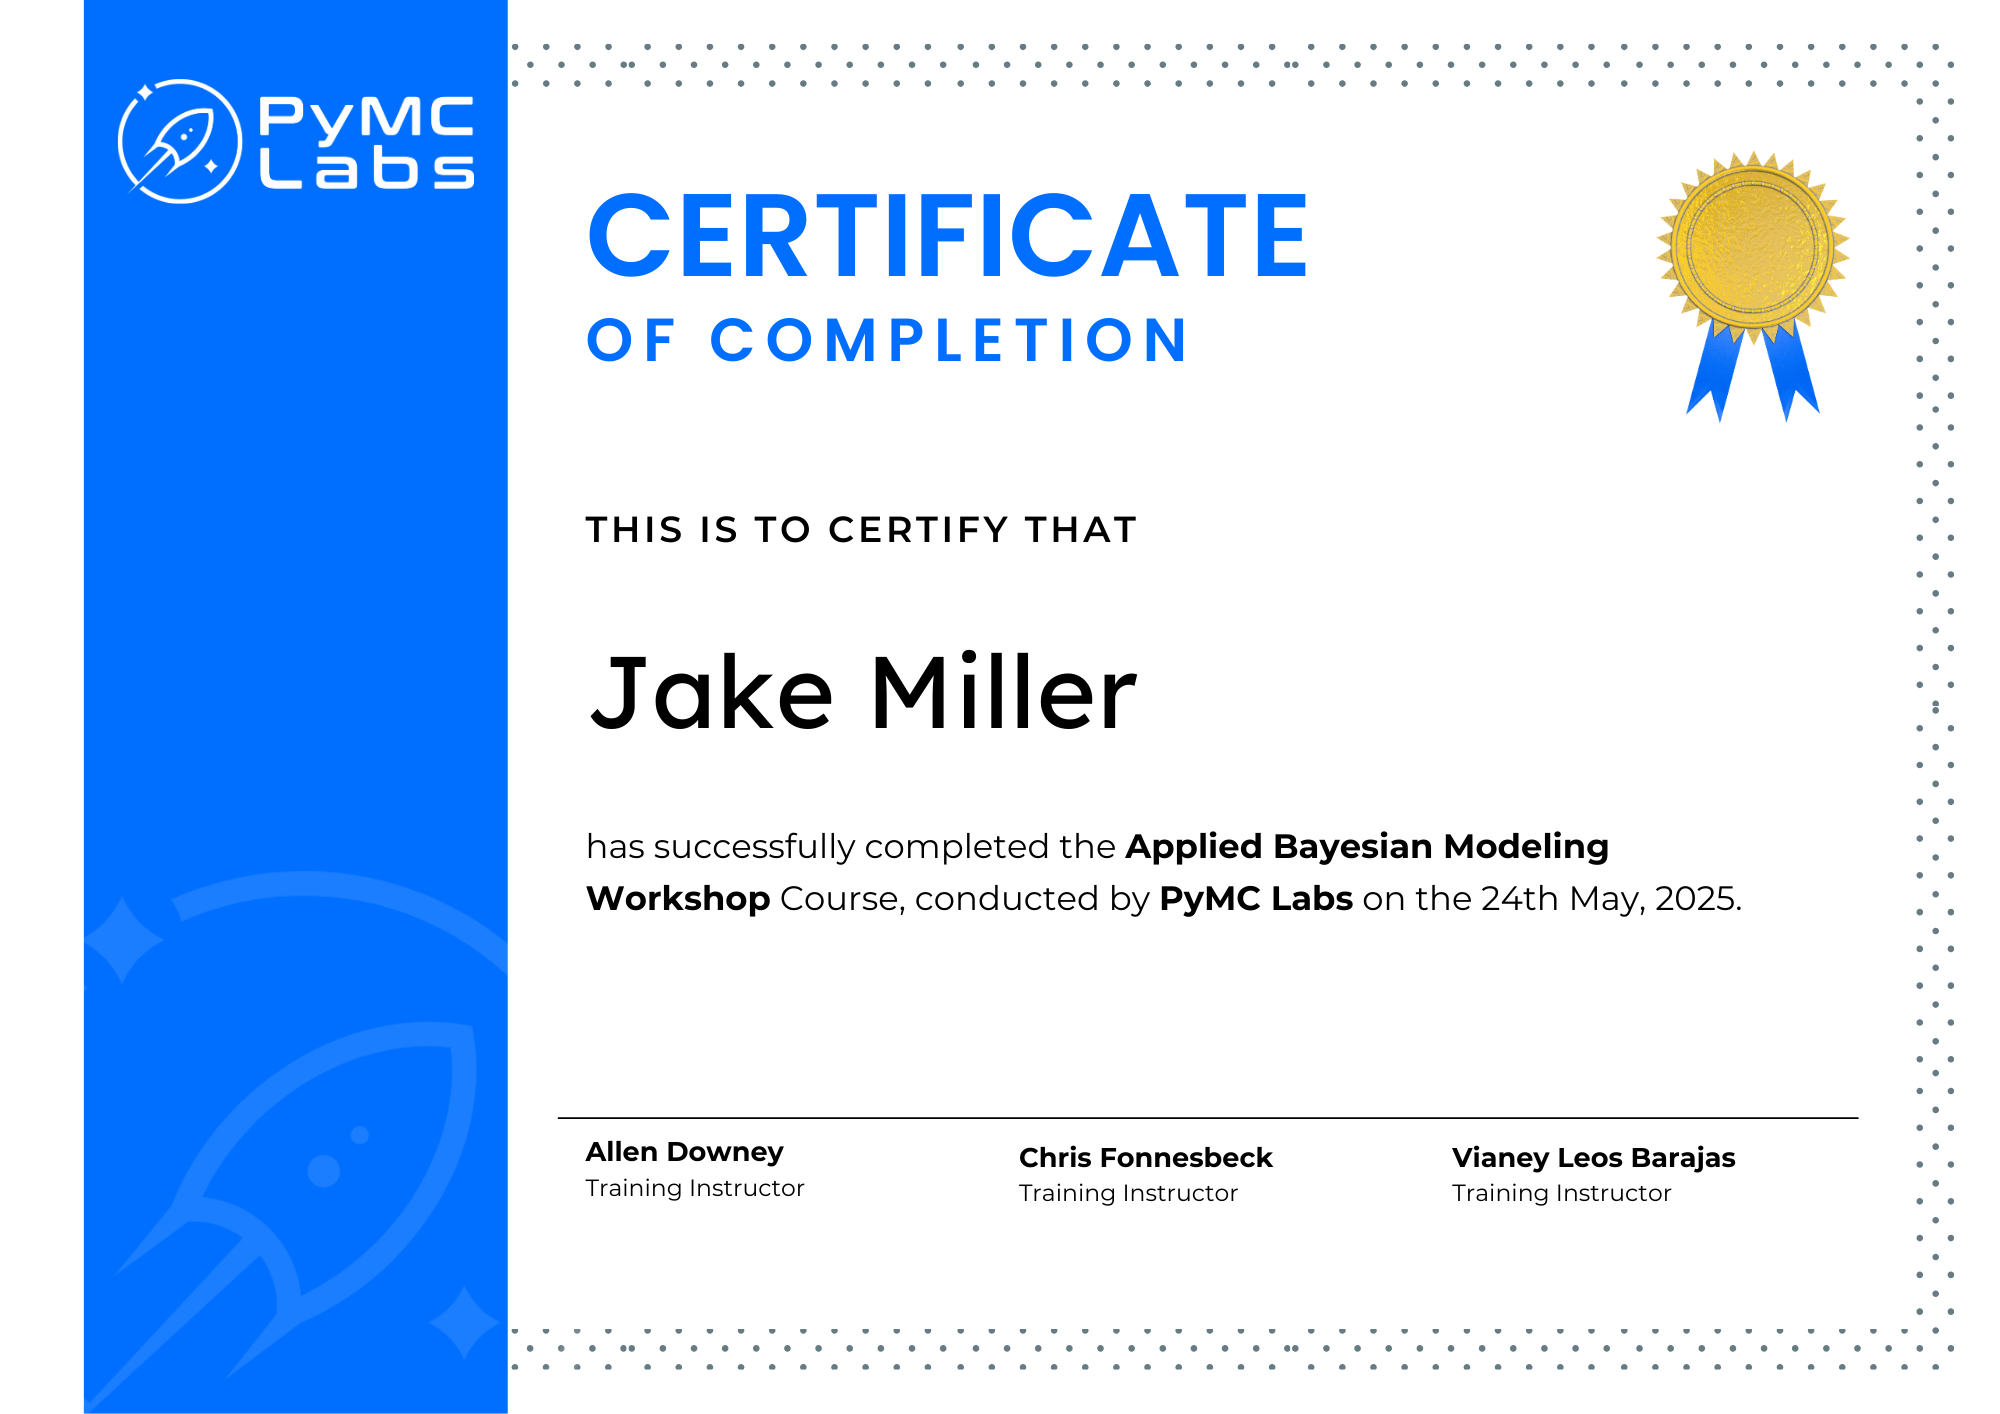 PyMC
Labs
CERTIFICATE
OF COMPLETION
THIS IS TO CERTIFY THAT
Jake Miller
has successfully completed the Applied Bayesian Modeling
Workshop Course, conducted by PyMC Labs on the 24th May, 2025.
Allen Downey
Training Instructor
Chris Fonnesbeck
Training Instructor
Vianey Leos Barajas
Training Instructor